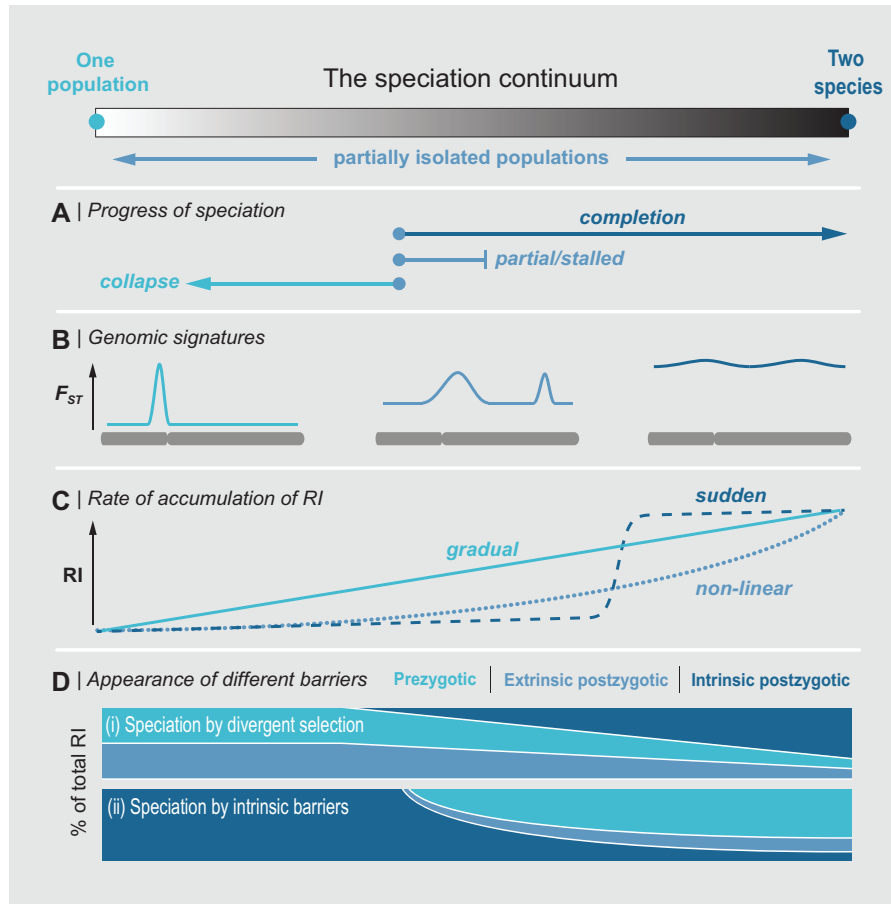 One
population
The speciation continuum
Two
species
partially isolated populations
A | Progress of speciation
completion
partial/stalled
collapse
B | Genomic signatures
FST
C | Rate of accumulation of RI
sudden
gradual
RI
non-linear
D | Appearance of different barriers
Prezygotic | Extrinsic postzygotic | Intrinsic postzygotic
% of total RI
(i) Speciation by divergent selection
(ii) Speciation by intrinsic barriers